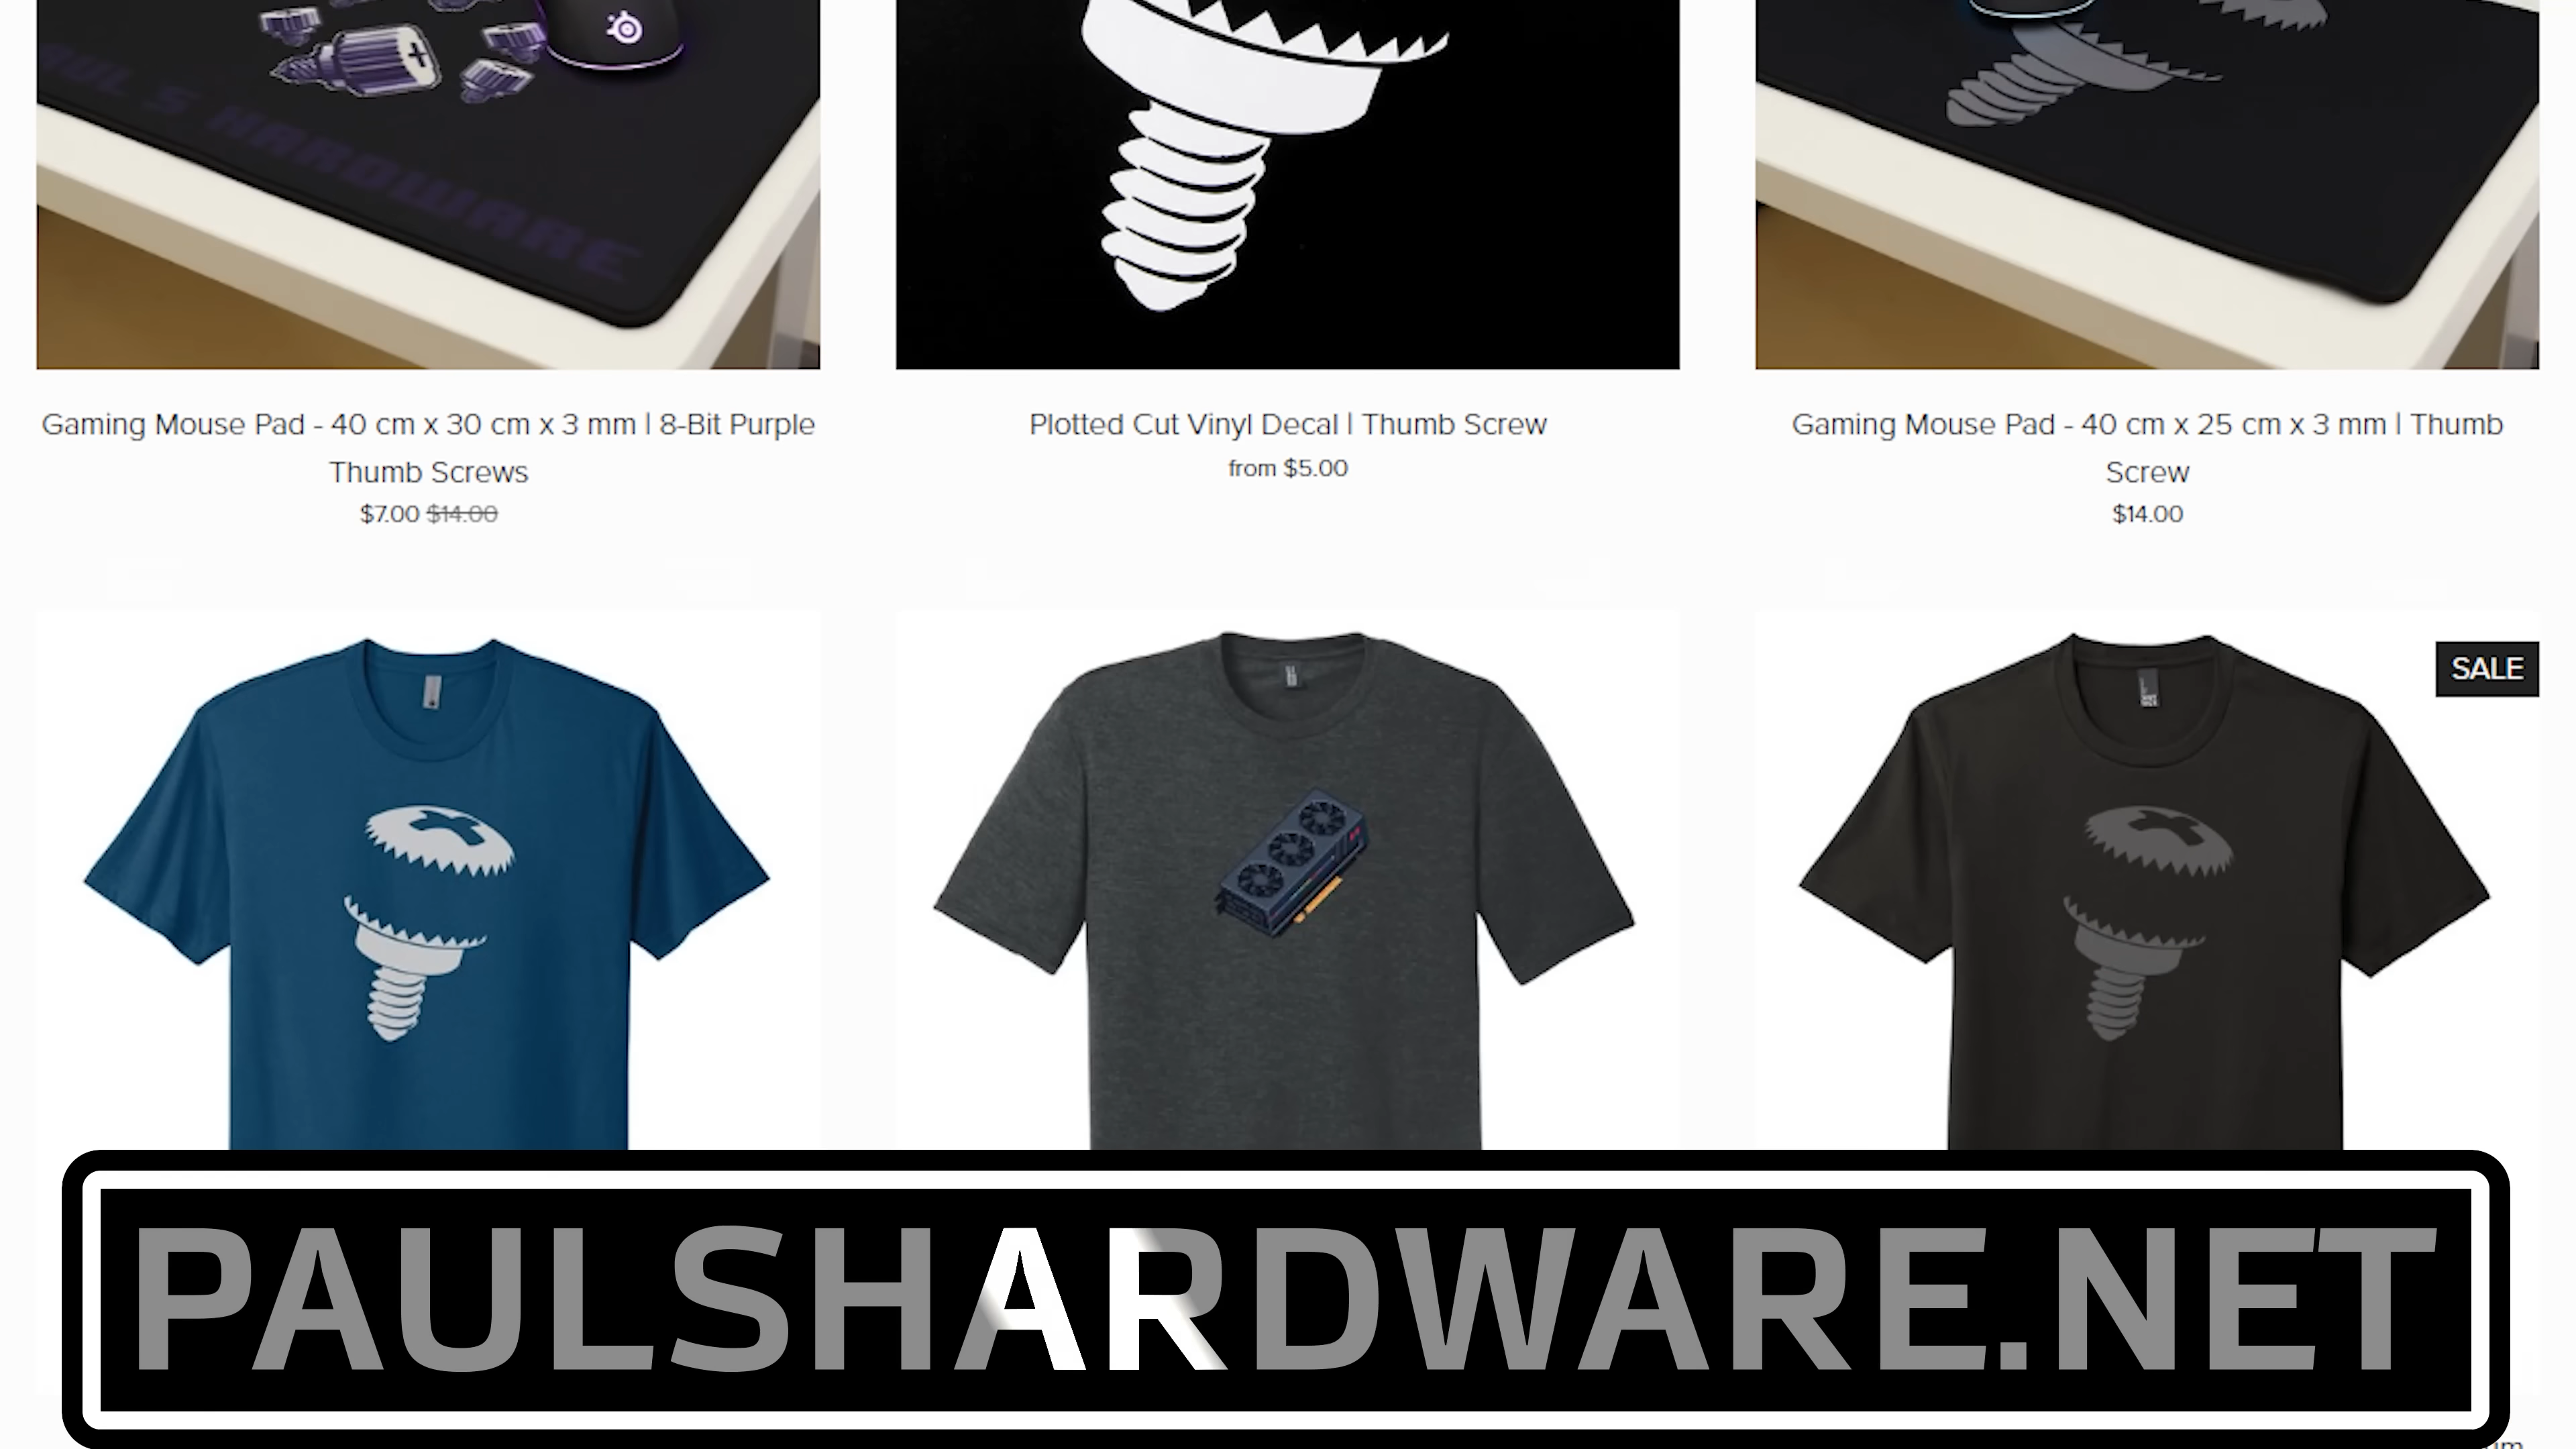 PAUL'S HARDWARE
Gaming Mouse Pad - 40 cm x 30 cm x 3 mm | 8-Bit Purple
Thumb Screws
$7.00 $14.00
Plotted Cut Vinyl Decal | Thumb Screw
from $5.00
Gaming Mouse Pad - 40 cm x 25 cm x 3 mm | Thumb
Screw
$14.00
SALE
PAULSHARDWARE.NET